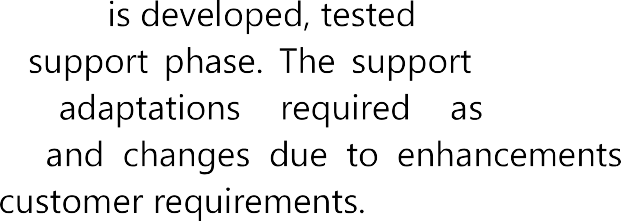 is developed, tested
support phase. The support
adaptations required as
and changes due to enhancements
customer requirements.